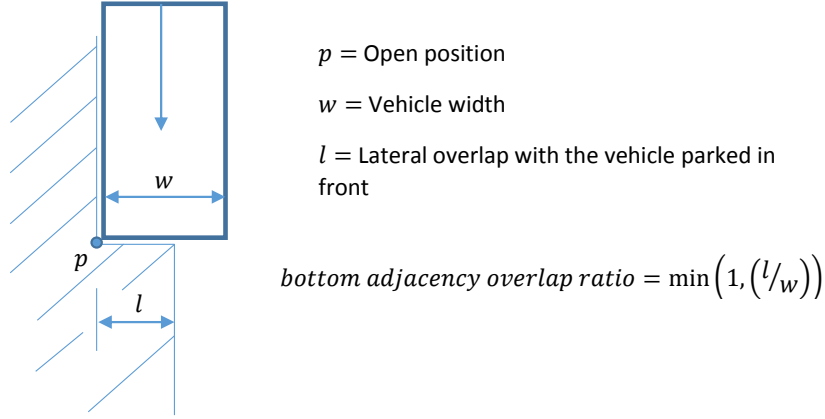 p = Open position
w = Vehicle width
l = Lateral overlap with the vehicle parked in
front
w
p
l
bottom adjacency overlap ratio = min(1, (l/w))